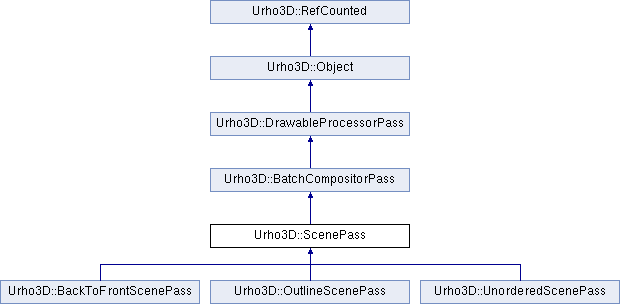 Urho3D::RefCounted
Urho3D::Object
Urho3D::DrawableProcessorPass
Urho3D::BatchCompositorPass
Urho3D::ScenePass
Urho3D::BackToFrontScenePass
Urho3D::OutlineScenePass
Urho3D::UnorderedScenePass